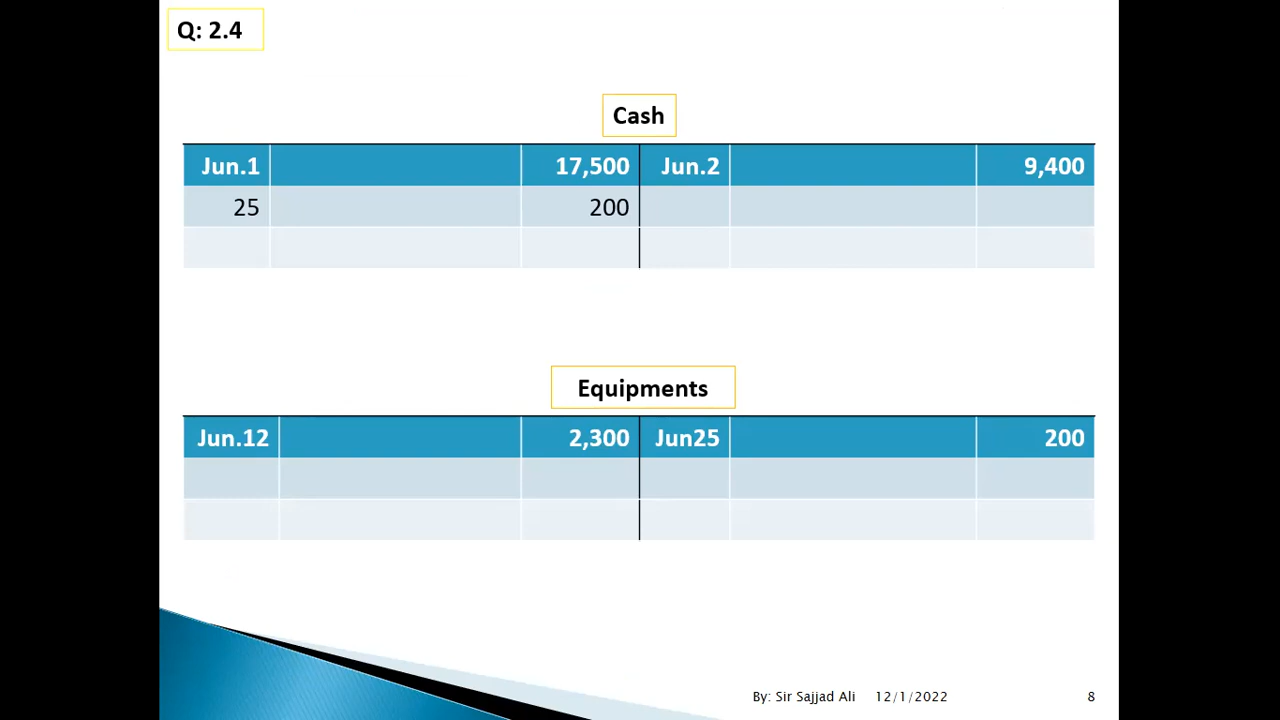 Q: 2.4
Cash
Jun.1 17,500 Jun.2 9,400
25 200
Equipments
Jun.12 2,300 Jun25 200
By: Sir Sajjad Ali 12/1/2022 8